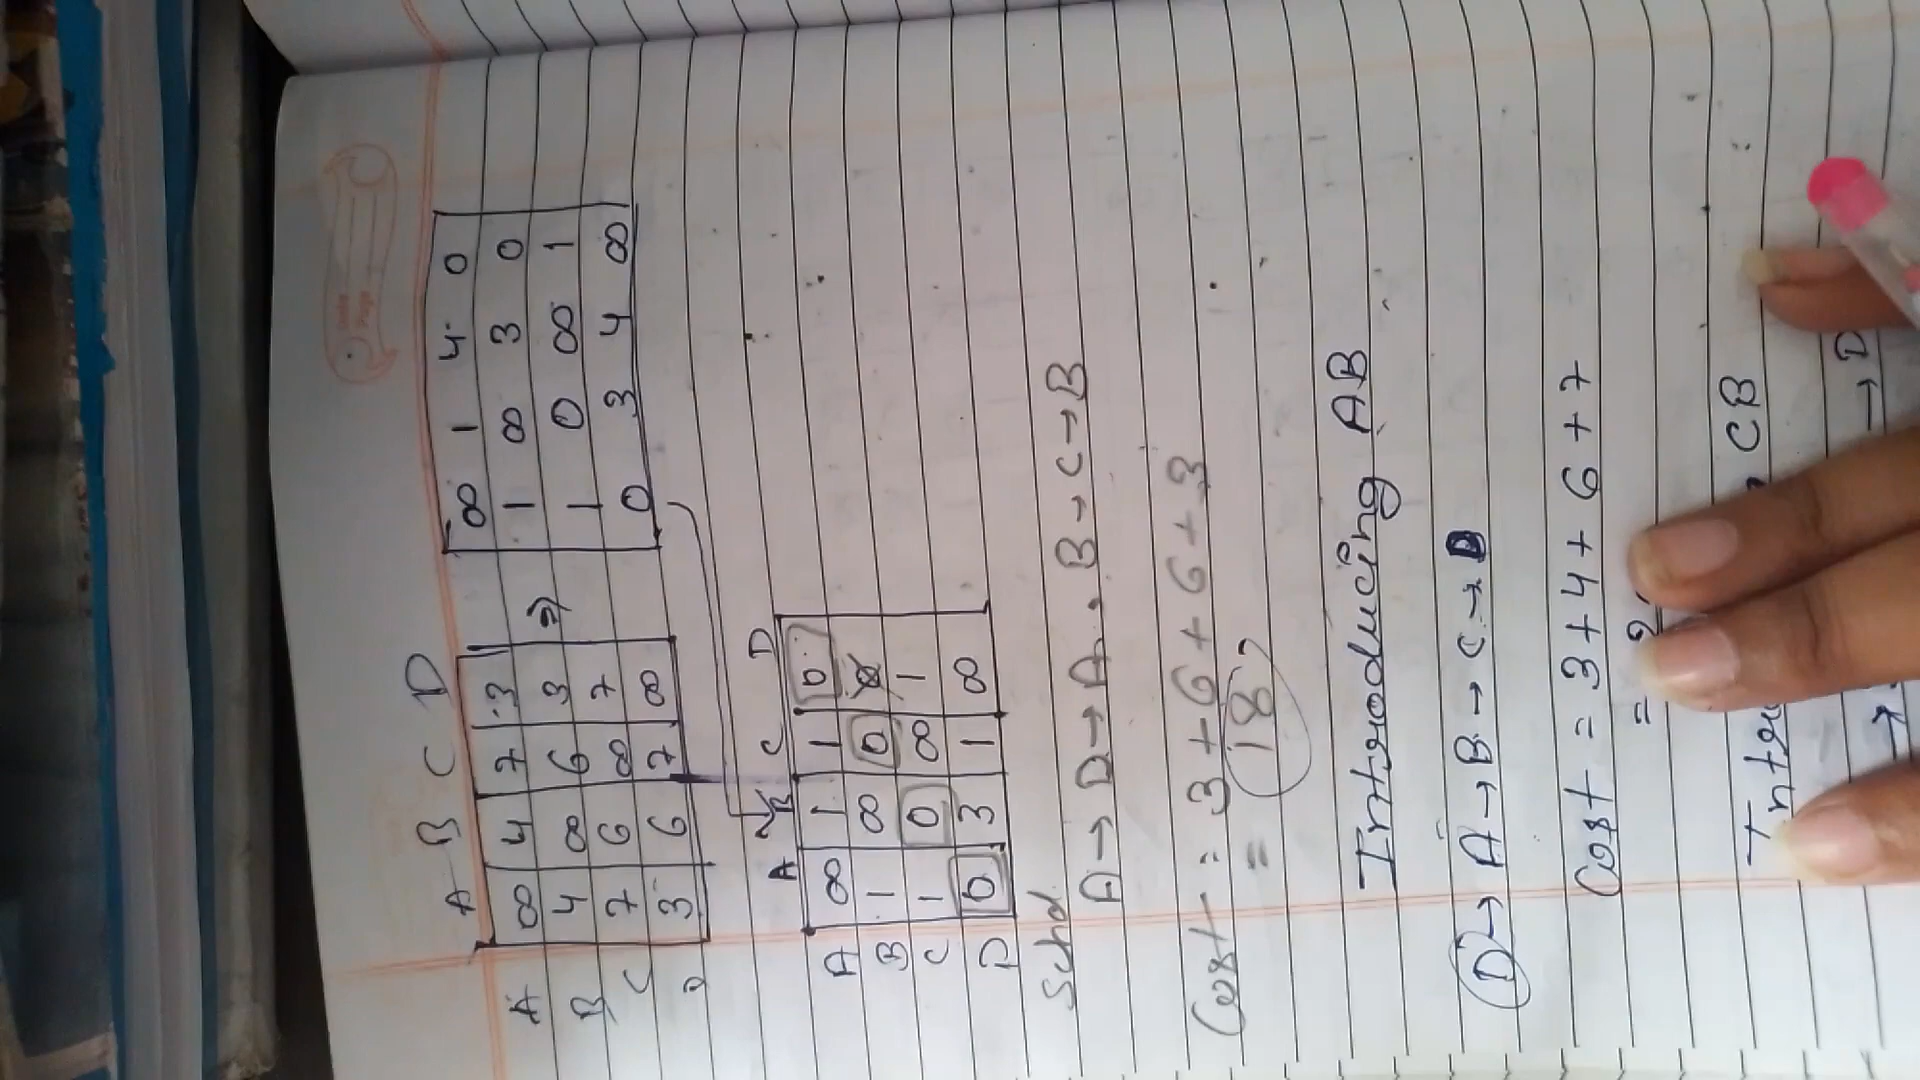 A B C D
A ∞ 4 7 3
B 4 ∞ 6 3
C 7 6 ∞ 7
D 3 6 7 ∞
⇒
∞ 1 4 0
1 ∞ 3 0
1 0 ∞ 1
0 3 4 ∞
A B C D
A ∞ 1 1 0
B 1 ∞ 0 0
C 1 0 ∞ 1
D 0 3 1 ∞
Schd
A→D→A, B→C→B
Cost = 3+6+6+3
= 18
Introducing AB
D→A→B→C→D
Cost = 3+4+6+7
=
CB
→D